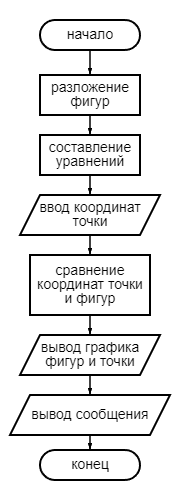 начало
разложение
фигур
составление
уравнений
ввод координат
точки
сравнение
координат точки
и фигур
вывод графика
фигур и точки
вывод сообщения
конец